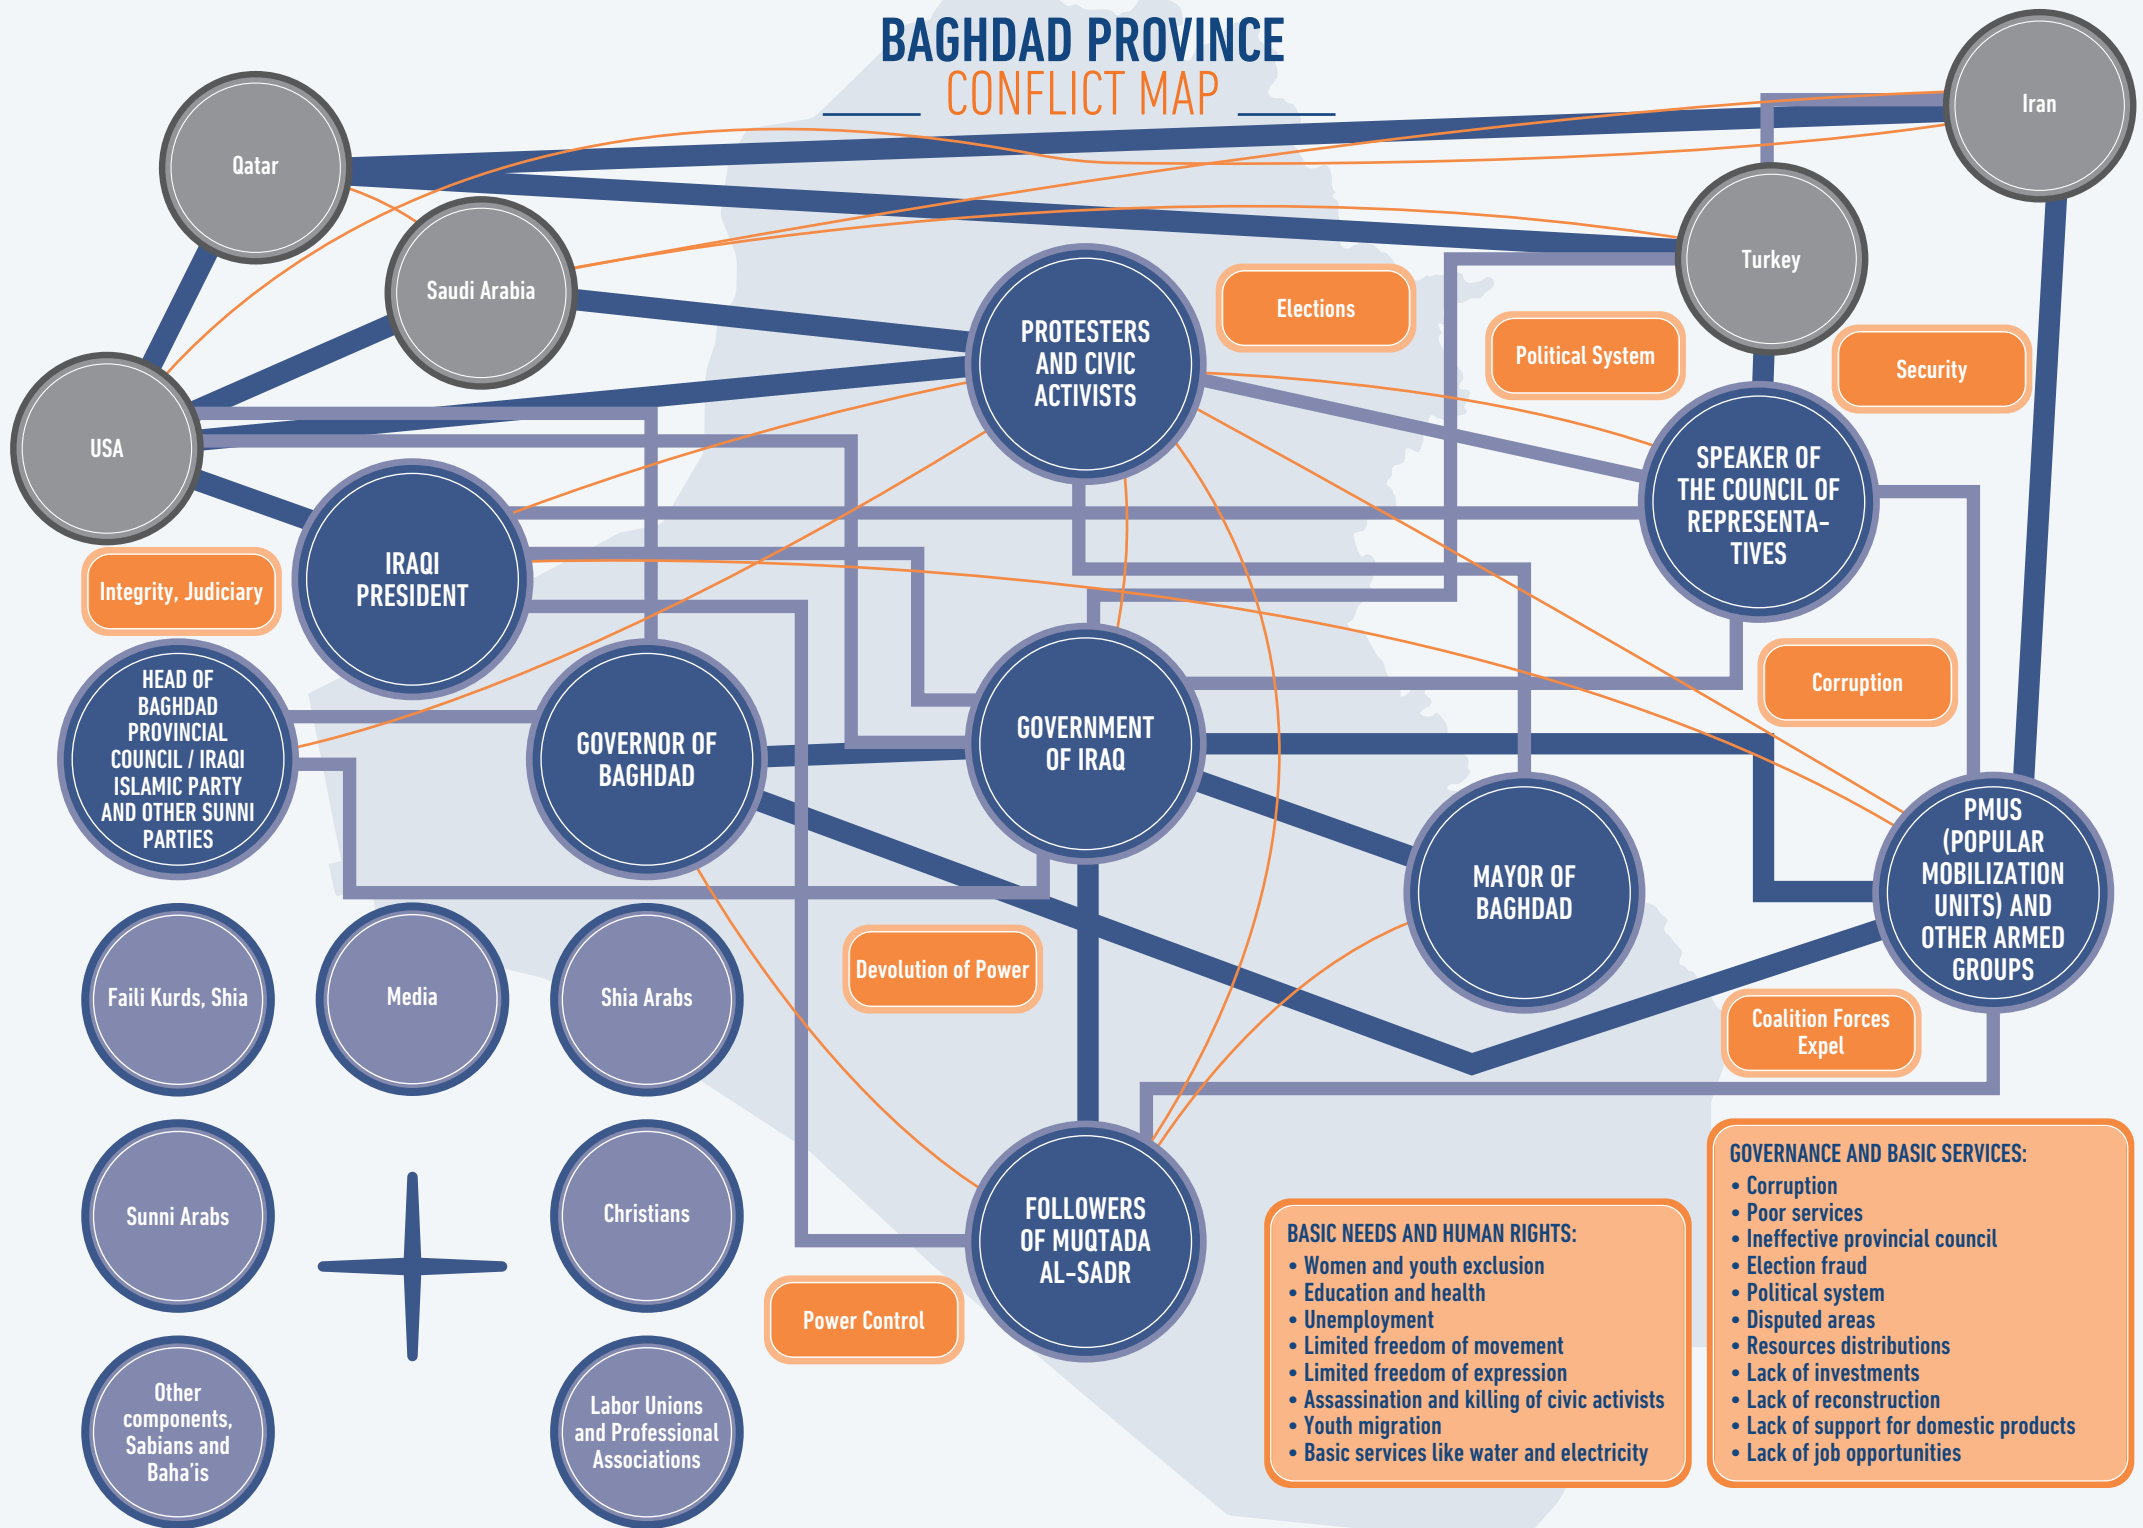 BAGHDAD PROVINCE
CONFLICT MAP
Iran
Qatar
Turkey
Saudi Arabia
Elections
PROTESTERS
AND CIVIC
ACTIVISTS
Political System
Security
USA
SPEAKER OF
THE COUNCIL OF
REPRESENTA-
TIVES
IRAQI
PRESIDENT
Integrity, Judiciary
HEAD OF
BAGHDAD
PROVINCIAL
COUNCIL / IRAQI
ISLAMIC PARTY
AND OTHER SUNNI
PARTIES
GOVERNOR OF
BAGHDAD
GOVERNMENT
OF IRAQ
Corruption
MAYOR OF
BAGHDAD
PMUS
(POPULAR
MOBILIZATION
UNITS) AND
OTHER ARMED
GROUPS
Faili Kurds, Shia
Media
Shia Arabs
Devolution of Power
Coalition Forces
Expel
Sunni Arabs
Christians
FOLLOWERS
OF MUQTADA
AL-SADR
Power Control
Other
components,
Sabians and
Baha'is
Labor Unions
and Professional
Associations
BASIC NEEDS AND HUMAN RIGHTS:
• Women and youth exclusion
• Education and health
• Unemployment
• Limited freedom of movement
• Limited freedom of expression
• Assassination and killing of civic activists
• Youth migration
• Basic services like water and electricity
GOVERNANCE AND BASIC SERVICES:
• Corruption
• Poor services
• Ineffective provincial council
• Election fraud
• Political system
• Disputed areas
• Resources distributions
• Lack of investments
• Lack of reconstruction
• Lack of support for domestic products
• Lack of job opportunities